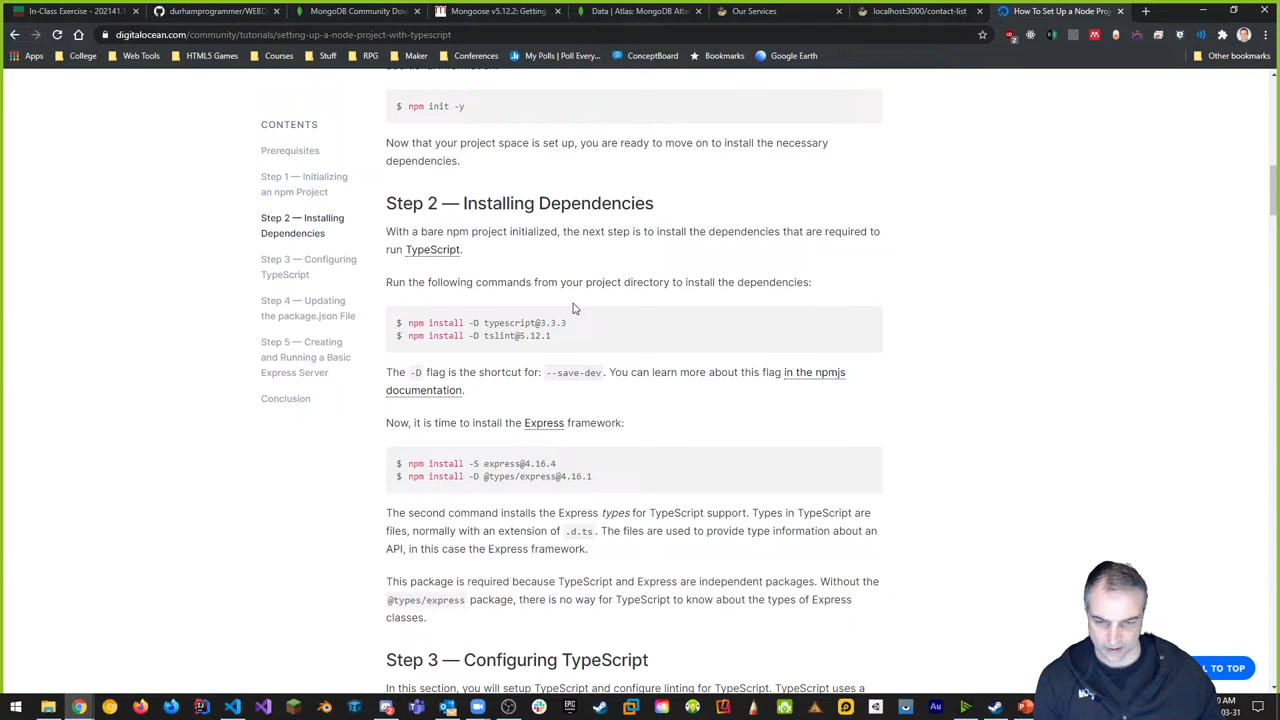 In-Class Exercise - 202141.1
durhamprogrammer/WEBD
MongoDB Community Dow
Mongoose v5.12.2: Getting
Data | Atlas: MongoDB Atl
Our Services
localhost:3000/contact-list
How To Set Up a Node Proj
digitalocean.com/community/tutorials/setting-up-a-node-project-with-typescript
Apps
College
Web Tools
HTML5 Games
Courses
Stuff
RPG
Maker
Conferences
My Polls | Poll Ever...
ConceptBoard
Bookmarks
Google Earth
Other bookmarks
additional information.
$ npm init -y
CONTENTS
Prerequisites
Step 1 — Initializing
an npm Project
Step 2 — Installing
Dependencies
Step 3 — Configuring
TypeScript
Step 4 — Updating
the package.json File
Step 5 — Creating
and Running a Basic
Express Server
Conclusion
Now that your project space is set up, you are ready to move on to install the necessary
dependencies.
Step 2 — Installing Dependencies
With a bare npm project initialized, the next step is to install the dependencies that are required to
run TypeScript.
Run the following commands from your project directory to install the dependencies:
$ npm install -D typescript@3.3.3
$ npm install -D tslint@5.12.1
The -D flag is the shortcut for: --save-dev. You can learn more about this flag in the npmjs
documentation.
Now, it is time to install the Express framework:
$ npm install -S express@4.16.4
$ npm install -D @types/express@4.16.1
The second command installs the Express types for TypeScript support. Types in TypeScript are
files, normally with an extension of .d.ts. The files are used to provide type information about an
API, in this case the Express framework.
This package is required because TypeScript and Express are independent packages. Without the
@types/express package, there is no way for TypeScript to know about the types of Express
classes.
Step 3 — Configuring TypeScript
In this section, you will setup TypeScript and configure linting for TypeScript. TypeScript uses a
TO TOP